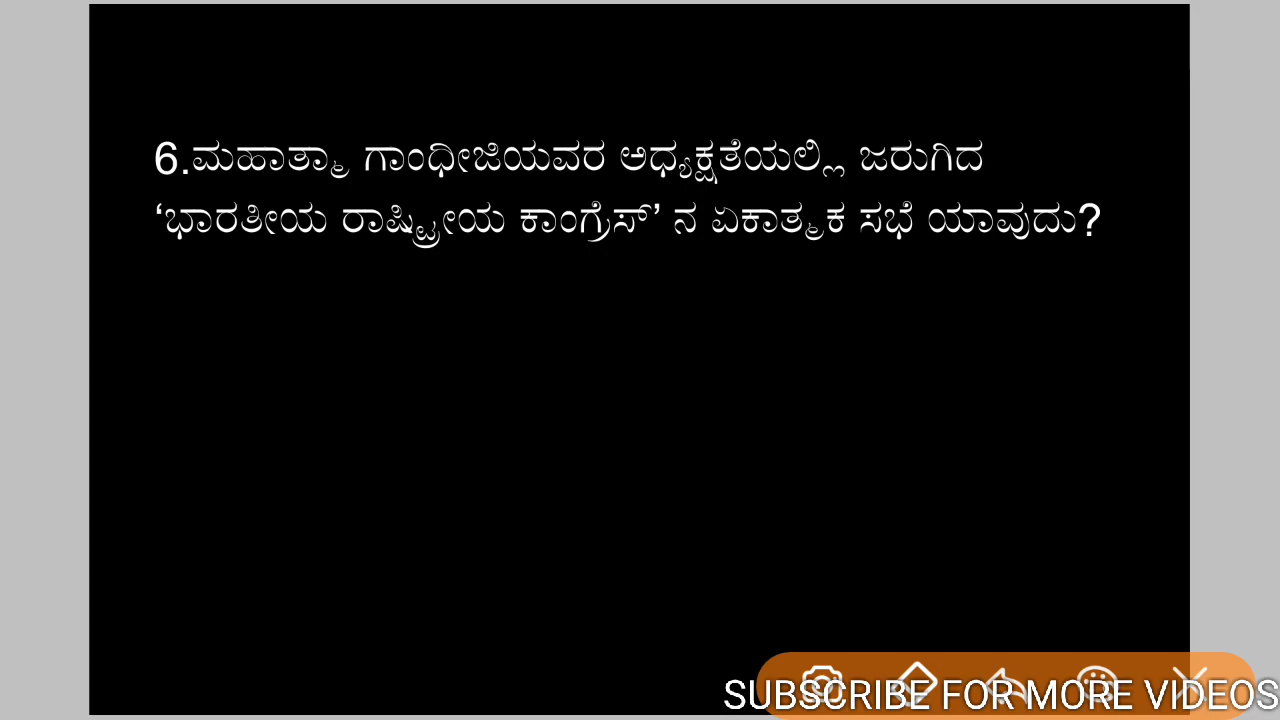 6.ಮಹಾತ್ಮಾ ಗಾಂಧೀಜಿಯವರ ಅಧ್ಯಕ್ಷತೆಯಲ್ಲಿ ಜರುಗಿದ
‘ಭಾರತೀಯ ರಾಷ್ಟ್ರೀಯ ಕಾಂಗ್ರೆಸ್’ ನ ಏಕಾತ್ಮಕ ಸಭೆ ಯಾವುದು?
SUBSCRIBE FOR MORE VIDEOS